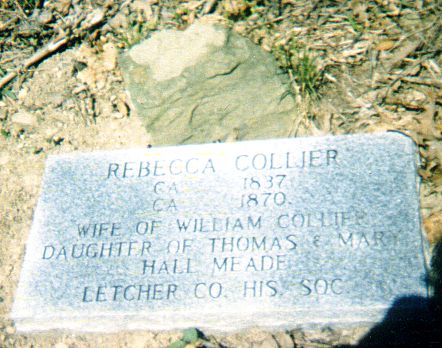 REBECCA COLLIER
CA 1837
CA 1870
WIFE OF WILLIAM COLLIER
DAUGHTER OF THOMAS & MARY
HALL MEADE
LETCHER CO. HIS. SOC